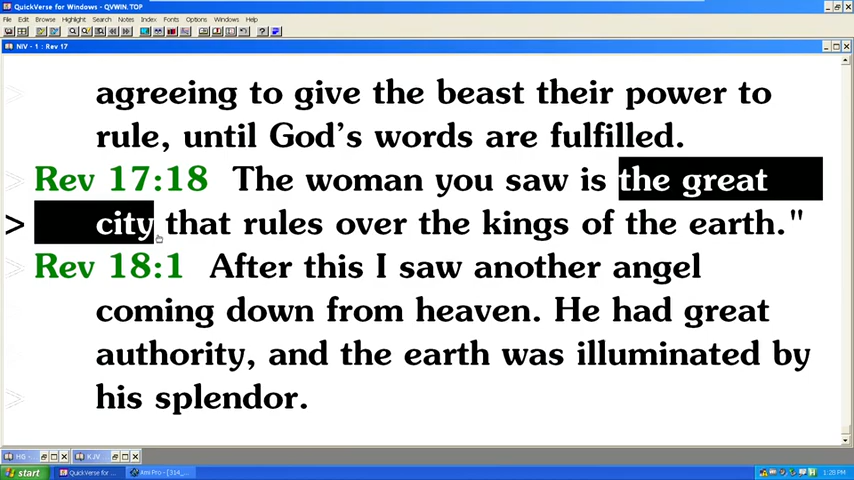 QuickVerse for Windows - QVWIN.TOP
File Edit Browse Highlight Search Notes Index Fonts Options Windows Help
NIV - 1 : Rev 17
agreeing to give the beast their power to
rule, until God's words are fulfilled.
Rev 17:18 The woman you saw is the great
> city that rules over the kings of the earth."
Rev 18:1 After this I saw another angel
coming down from heaven. He had great
authority, and the earth was illuminated by
his splendor.
HG - KJV
start QuickVerse for ... Ami Pro - [314_... 1:28 PM